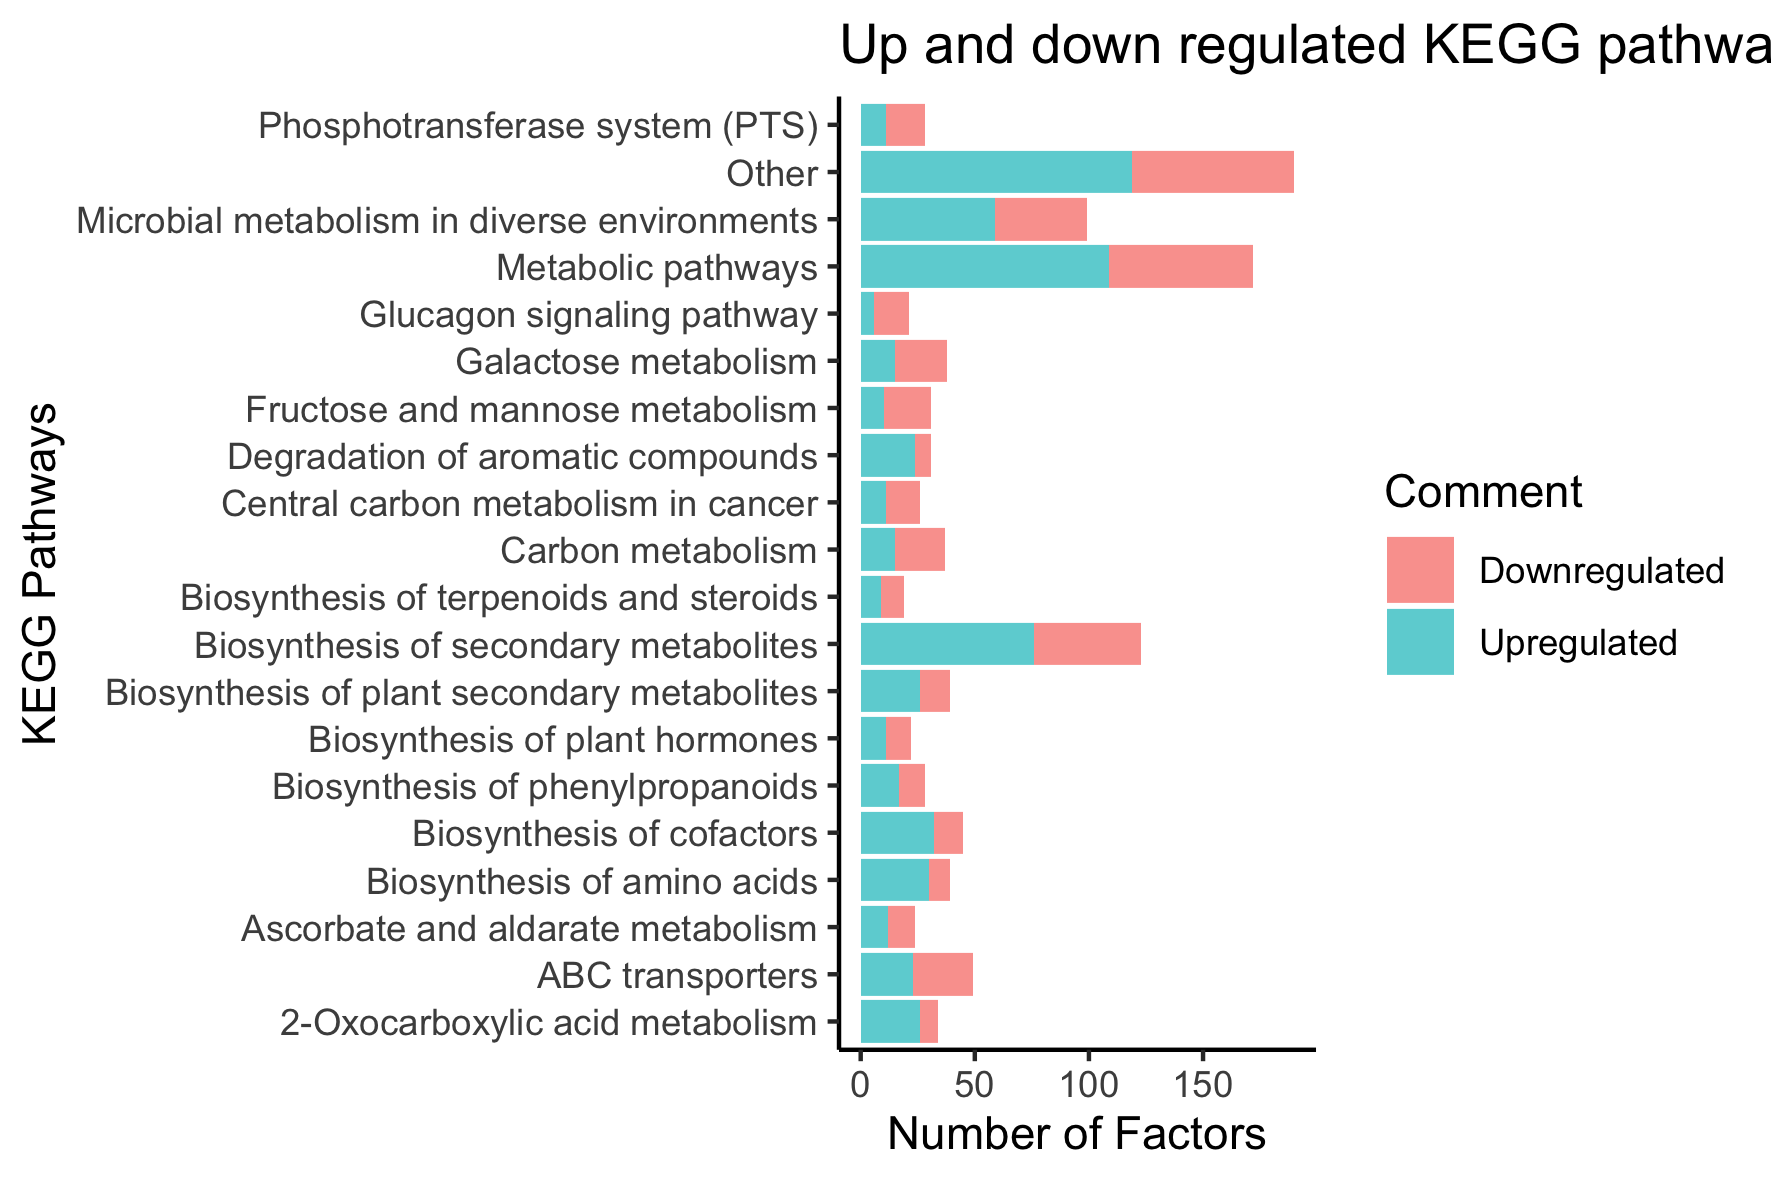 Up and down regulated KEGG pathwa
Phosphotransferase system (PTS)
Other
Microbial metabolism in diverse environments
Metabolic pathways
Glucagon signaling pathway
Galactose metabolism
Fructose and mannose metabolism
Degradation of aromatic compounds
Central carbon metabolism in cancer
Carbon metabolism
Biosynthesis of terpenoids and steroids
Biosynthesis of secondary metabolites
Biosynthesis of plant secondary metabolites
Biosynthesis of plant hormones
Biosynthesis of phenylpropanoids
Biosynthesis of cofactors
Biosynthesis of amino acids
Ascorbate and aldarate metabolism
ABC transporters
2-Oxocarboxylic acid metabolism
KEGG Pathways
0 50 100 150
Number of Factors
Comment
Downregulated
Upregulated